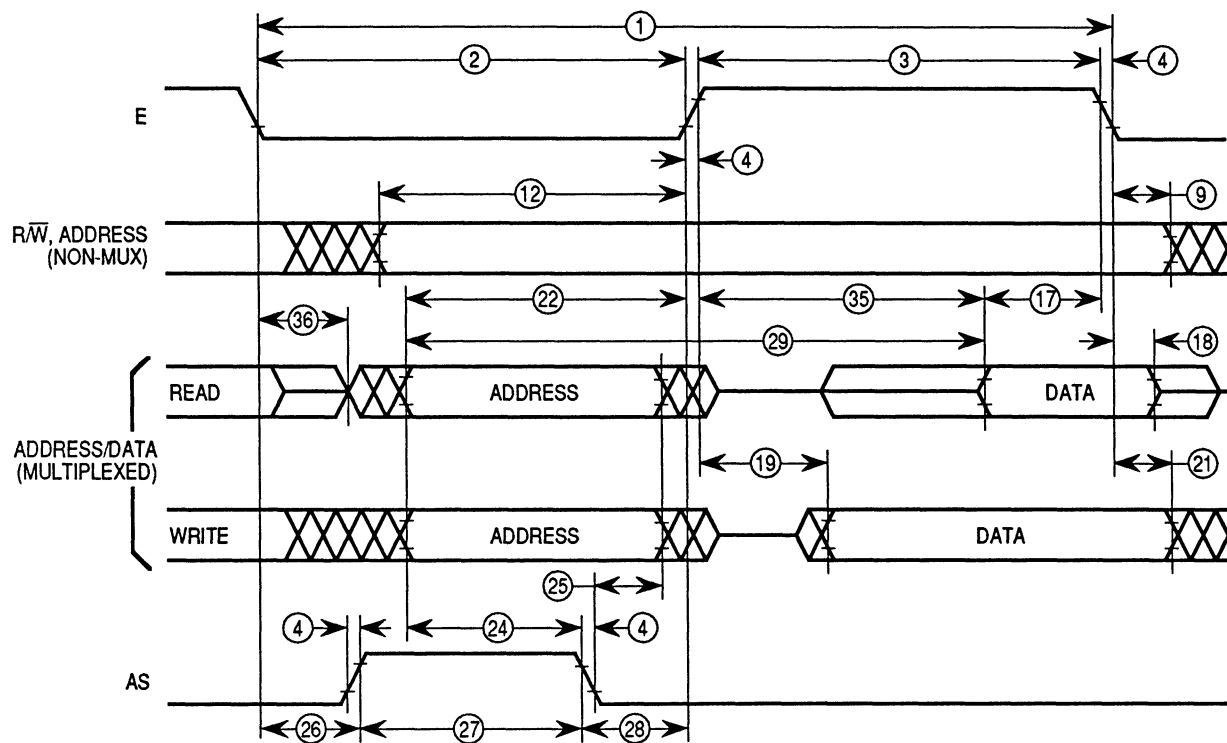 1
2
3
4
E
4
12
9
R/W̅, ADDRESS
(NON-MUX)
22
35
17
36
29
18
READ
ADDRESS
DATA
ADDRESS/DATA
(MULTIPLEXED)
19
21
WRITE
ADDRESS
DATA
25
4
24
4
AS
26
27
28